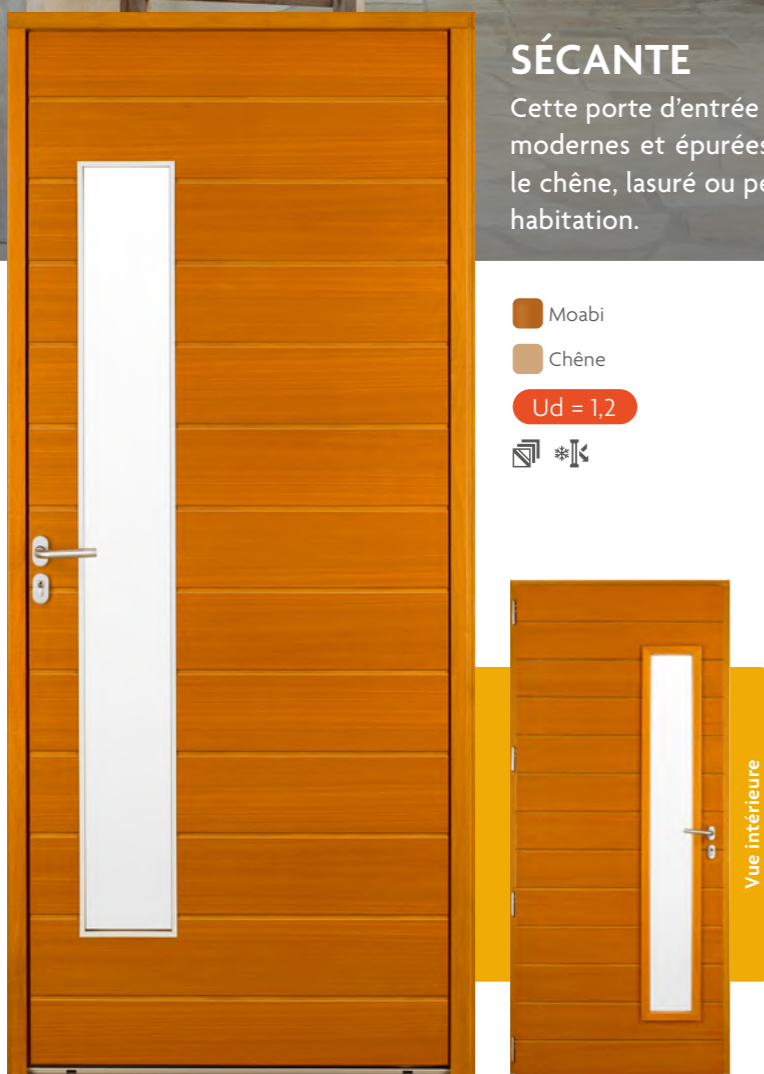 SÉCANTE
Cette porte d'entrée
modernes et épurées
le chêne, lasuré ou
habitation.
Moabi
Chêne
Ud = 1,2
Vue intérieure